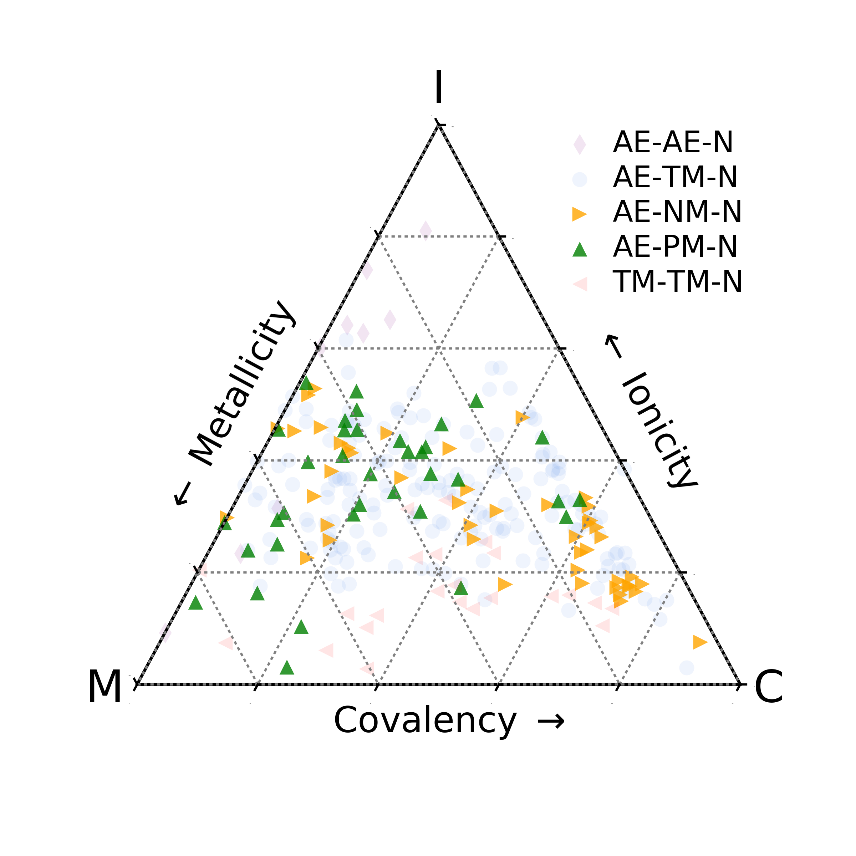 I
AE-AE-N
AE-TM-N
AE-NM-N
AE-PM-N
TM-TM-N
← Metallicity
← Ionicity
M
C
Covalency →